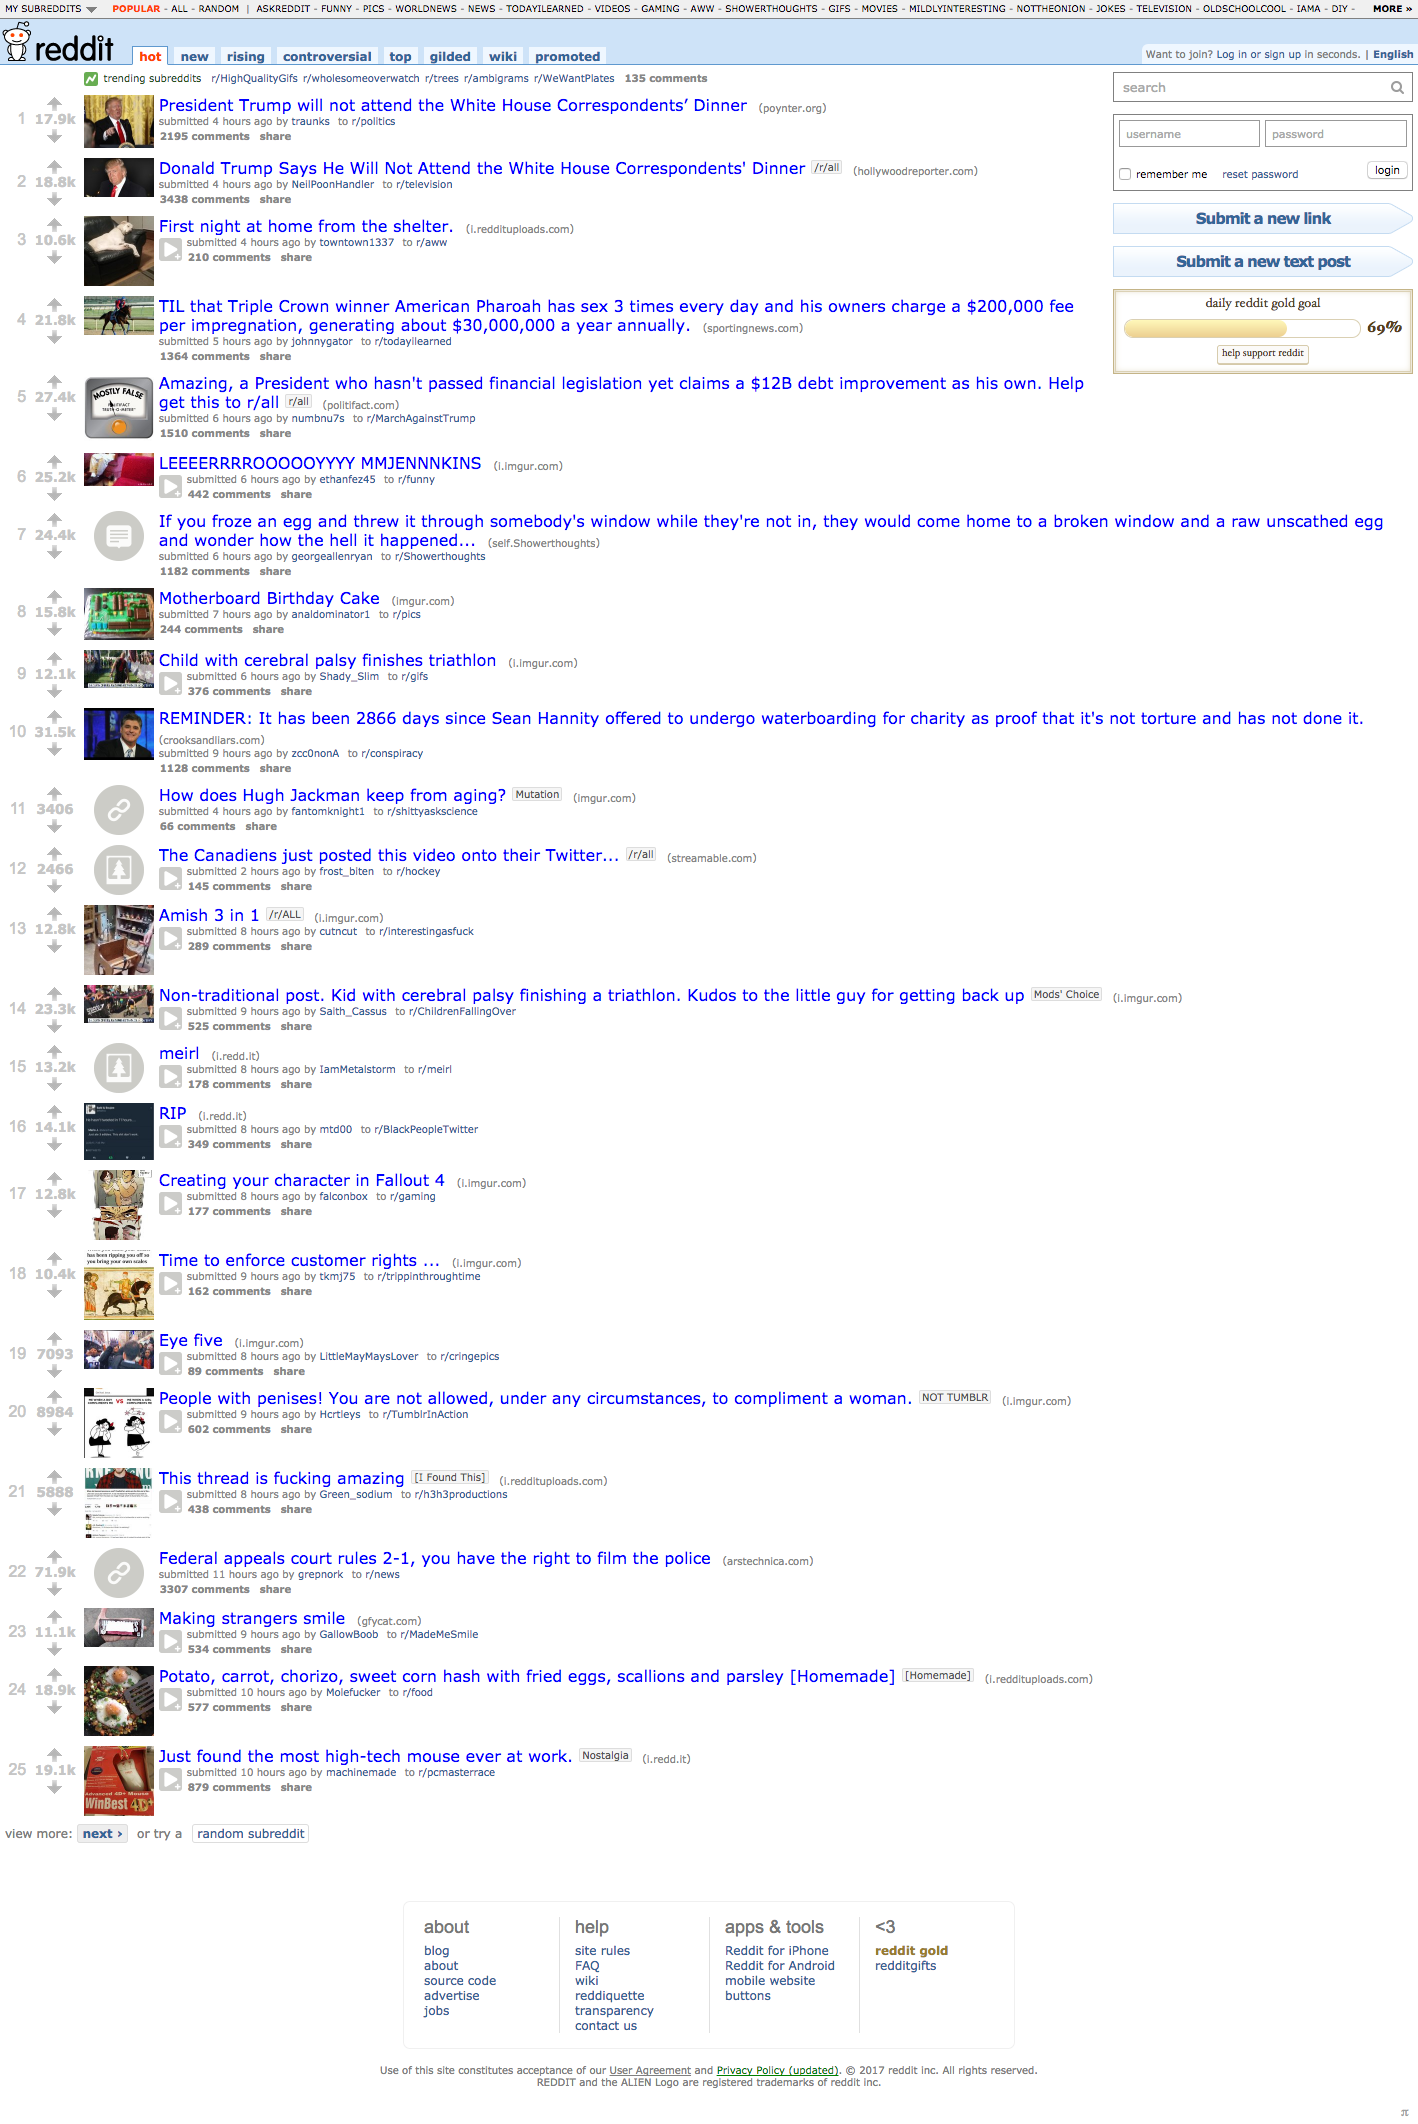 MY SUBREDDITS POPULAR - ALL - RANDOM | ASKREDDIT - FUNNY - PICS - WORLDNEWS - NEWS - TODAYILEARNED - VIDEOS - GAMING - AWW - SHOWERTHOUGHTS - GIFS - MOVIES - MILDLYINTERESTING - NOTTHEONION - JOKES - TELEVISION - OLDSCHOOLCOOL - IAMA - DIY - MORE »
reddit hot new rising controversial top gilded wiki promoted
Want to join? Log in or sign up in seconds. | English
trending subreddits r/HighQualityGifs r/wholesomeoverwatch r/trees r/ambigrams r/WeWantPlates 135 comments
search
username password
remember me reset password login
Submit a new link
Submit a new text post
daily reddit gold goal
69%
help support reddit
1 17.9k President Trump will not attend the White House Correspondents’ Dinner (poynter.org)
submitted 4 hours ago by traunks to r/politics
2195 comments share
2 18.8k Donald Trump Says He Will Not Attend the White House Correspondents' Dinner /r/all (hollywoodreporter.com)
submitted 4 hours ago by NeilPoonHandler to r/television
3438 comments share
3 10.6k First night at home from the shelter. (i.reddituploads.com)
submitted 4 hours ago by towntown1337 to r/aww
210 comments share
4 21.8k TIL that Triple Crown winner American Pharoah has sex 3 times every day and his owners charge a $200,000 fee
per impregnation, generating about $30,000,000 a year annually. (sportingnews.com)
submitted 5 hours ago by johnnygator to r/todayilearned
1364 comments share
5 27.4k Amazing, a President who hasn't passed financial legislation yet claims a $12B debt improvement as his own. Help
get this to r/all r/all (politifact.com)
submitted 6 hours ago by numbnu7s to r/MarchAgainstTrump
1510 comments share
MOSTLY FALSE
6 25.2k LEEEERRRROOOOOYYYY MMJENNNKINS (i.imgur.com)
submitted 6 hours ago by ethanfez45 to r/funny
442 comments share
7 24.4k If you froze an egg and threw it through somebody's window while they're not in, they would come home to a broken window and a raw unscathed egg
and wonder how the hell it happened... (self.Showerthoughts)
submitted 6 hours ago by georgeallenryan to r/Showerthoughts
1182 comments share
8 15.8k Motherboard Birthday Cake (imgur.com)
submitted 7 hours ago by analdominator1 to r/pics
244 comments share
9 12.1k Child with cerebral palsy finishes triathlon (i.imgur.com)
submitted 6 hours ago by Shady_Slim to r/gifs
376 comments share
10 31.5k REMINDER: It has been 2866 days since Sean Hannity offered to undergo waterboarding for charity as proof that it's not torture and has not done it.
(crooksandliars.com)
submitted 9 hours ago by zcc0nonA to r/conspiracy
1128 comments share
11 3406 How does Hugh Jackman keep from aging? Mutation (imgur.com)
submitted 4 hours ago by fantomknight1 to r/shittyaskscience
66 comments share
12 2466 The Canadiens just posted this video onto their Twitter... /r/all (streamable.com)
submitted 2 hours ago by frost_biten to r/hockey
145 comments share
13 12.8k Amish 3 in 1 /r/ALL (i.imgur.com)
submitted 8 hours ago by cutncut to r/interestingasfuck
289 comments share
14 23.3k Non-traditional post. Kid with cerebral palsy finishing a triathlon. Kudos to the little guy for getting back up Mods' Choice (i.imgur.com)
submitted 9 hours ago by Salth_Cassus to r/ChildrenFallingOver
525 comments share
15 13.2k meirl (i.redd.it)
submitted 8 hours ago by IamMetalstorm to r/meirl
178 comments share
16 14.1k RIP (i.redd.it)
submitted 8 hours ago by mtd00 to r/BlackPeopleTwitter
349 comments share
17 12.8k Creating your character in Fallout 4 (i.imgur.com)
submitted 8 hours ago by falconbox to r/gaming
177 comments share
18 10.4k Time to enforce customer rights ... (i.imgur.com)
submitted 9 hours ago by tkmj75 to r/trippinthroughtime
162 comments share
has been ripping you off so
you bring your own scales
19 7093 Eye five (i.imgur.com)
submitted 8 hours ago by LittleMayMaysLover to r/cringepics
89 comments share
20 8984 People with penises! You are not allowed, under any circumstances, to compliment a woman. NOT TUMBLR (i.imgur.com)
submitted 9 hours ago by Hcrtleys to r/TumblrInAction
602 comments share
VS
21 5888 This thread is fucking amazing [I Found This] (i.reddituploads.com)
submitted 8 hours ago by Green_sodium to r/h3h3productions
438 comments share
22 71.9k Federal appeals court rules 2-1, you have the right to film the police (arstechnica.com)
submitted 11 hours ago by grepnork to r/news
3307 comments share
23 11.1k Making strangers smile (gfycat.com)
submitted 9 hours ago by GallowBoob to r/MadeMeSmile
534 comments share
24 18.9k Potato, carrot, chorizo, sweet corn hash with fried eggs, scallions and parsley [Homemade] [Homemade] (i.reddituploads.com)
submitted 10 hours ago by Molefucker to r/food
577 comments share
25 19.1k Just found the most high-tech mouse ever at work. Nostalgia (i.redd.it)
submitted 10 hours ago by machinemade to r/pcmasterrace
879 comments share
Advanced 4D+ Mouse
WinBest 4D+
view more: next › or try a random subreddit
about help apps & tools <3
blog site rules Reddit for iPhone reddit gold
about FAQ Reddit for Android redditgifts
source code wiki mobile website
advertise reddiquette buttons
jobs transparency
contact us
Use of this site constitutes acceptance of our User Agreement and Privacy Policy (updated). © 2017 reddit inc. All rights reserved.
REDDIT and the ALIEN Logo are registered trademarks of reddit inc.
π